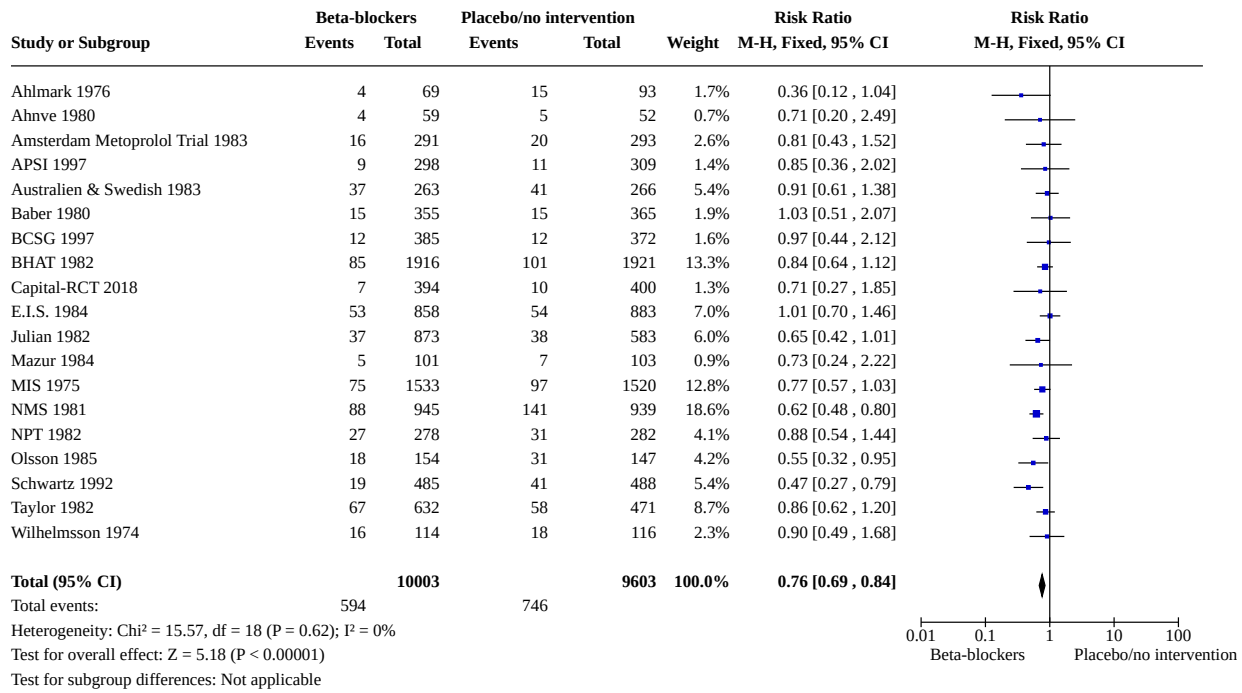 Beta-blockers Placebo/no intervention Risk Ratio Risk Ratio
Study or Subgroup Events Total Events Total Weight M-H, Fixed, 95% CI M-H, Fixed, 95% CI
Ahlmark 1976 4 69 15 93 1.7% 0.36 [0.12 , 1.04]
Ahnve 1980 4 59 5 52 0.7% 0.71 [0.20 , 2.49]
Amsterdam Metoprolol Trial 1983 16 291 20 293 2.6% 0.81 [0.43 , 1.52]
APSI 1997 9 298 11 309 1.4% 0.85 [0.36 , 2.02]
Australien & Swedish 1983 37 263 41 266 5.4% 0.91 [0.61 , 1.38]
Baber 1980 15 355 15 365 1.9% 1.03 [0.51 , 2.07]
BCSG 1997 12 385 12 372 1.6% 0.97 [0.44 , 2.12]
BHAT 1982 85 1916 101 1921 13.3% 0.84 [0.64 , 1.12]
Capital-RCT 2018 7 394 10 400 1.3% 0.71 [0.27 , 1.85]
E.I.S. 1984 53 858 54 883 7.0% 1.01 [0.70 , 1.46]
Julian 1982 37 873 38 583 6.0% 0.65 [0.42 , 1.01]
Mazur 1984 5 101 7 103 0.9% 0.73 [0.24 , 2.22]
MIS 1975 75 1533 97 1520 12.8% 0.77 [0.57 , 1.03]
NMS 1981 88 945 141 939 18.6% 0.62 [0.48 , 0.80]
NPT 1982 27 278 31 282 4.1% 0.88 [0.54 , 1.44]
Olsson 1985 18 154 31 147 4.2% 0.55 [0.32 , 0.95]
Schwartz 1992 19 485 41 488 5.4% 0.47 [0.27 , 0.79]
Taylor 1982 67 632 58 471 8.7% 0.86 [0.62 , 1.20]
Wilhelmsson 1974 16 114 18 116 2.3% 0.90 [0.49 , 1.68]
Total (95% CI) 10003 9603 100.0% 0.76 [0.69 , 0.84]
Total events: 594 746
Heterogeneity: Chi² = 15.57, df = 18 (P = 0.62); I² = 0%
0.01 0.1 1 10 100
Test for overall effect: Z = 5.18 (P < 0.00001) Beta-blockers Placebo/no intervention
Test for subgroup differences: Not applicable